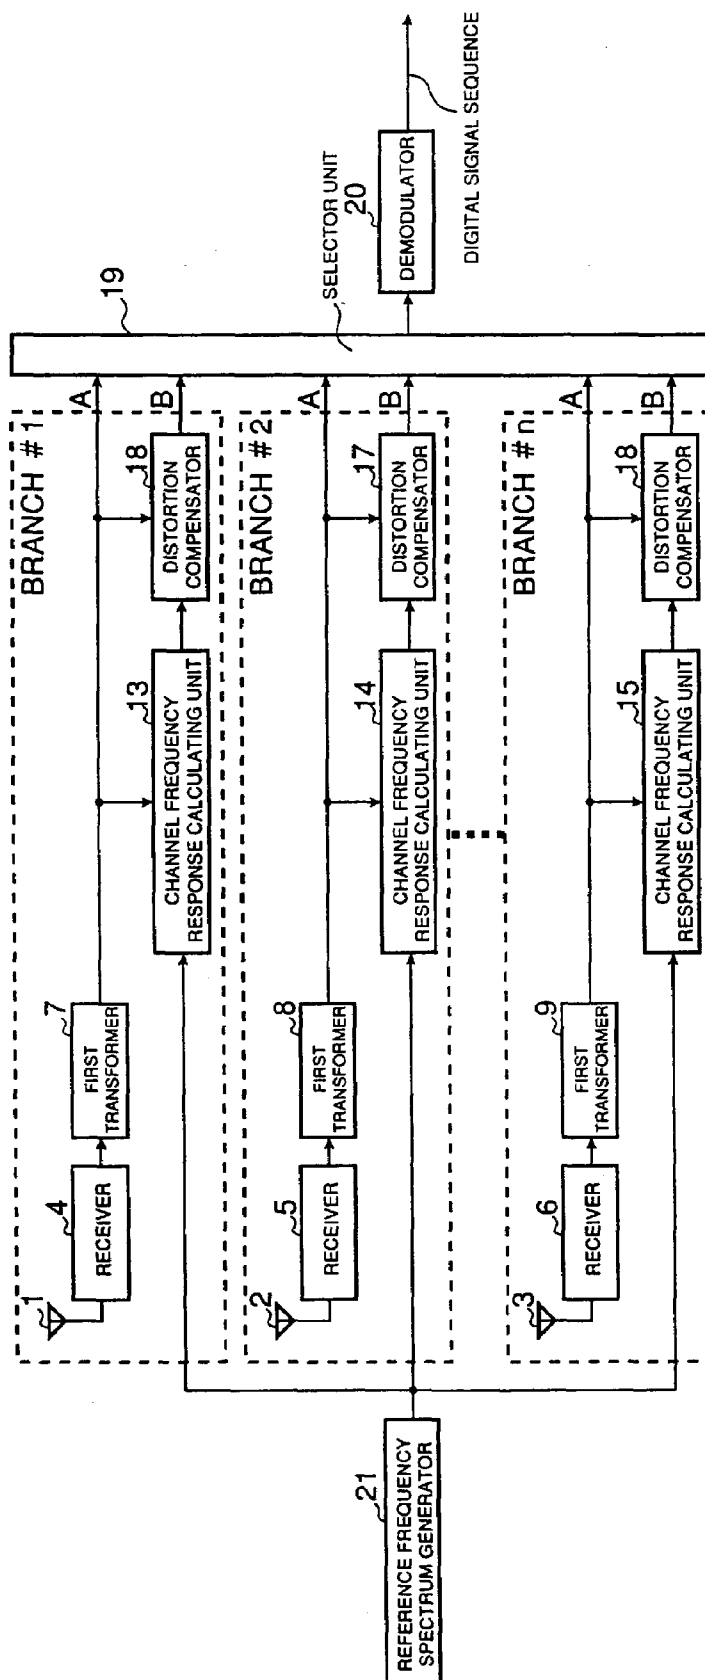 REFERENCE FREQUENCY
SPECTRUM GENERATOR
21
BRANCH #1
1
4
RECEIVER
7
FIRST
TRANSFORMER
13
CHANNEL FREQUENCY
RESPONSE CALCULATING UNIT
18
DISTORTION
COMPENSATOR
A
B
BRANCH #2
2
5
RECEIVER
8
FIRST
TRANSFORMER
14
CHANNEL FREQUENCY
RESPONSE CALCULATING UNIT
17
DISTORTION
COMPENSATOR
A
B
BRANCH #n
3
6
RECEIVER
9
FIRST
TRANSFORMER
15
CHANNEL FREQUENCY
RESPONSE CALCULATING UNIT
18
DISTORTION
COMPENSATOR
A
B
19
SELECTOR UNIT
20
DEMODULATOR
DIGITAL SIGNAL SEQUENCE